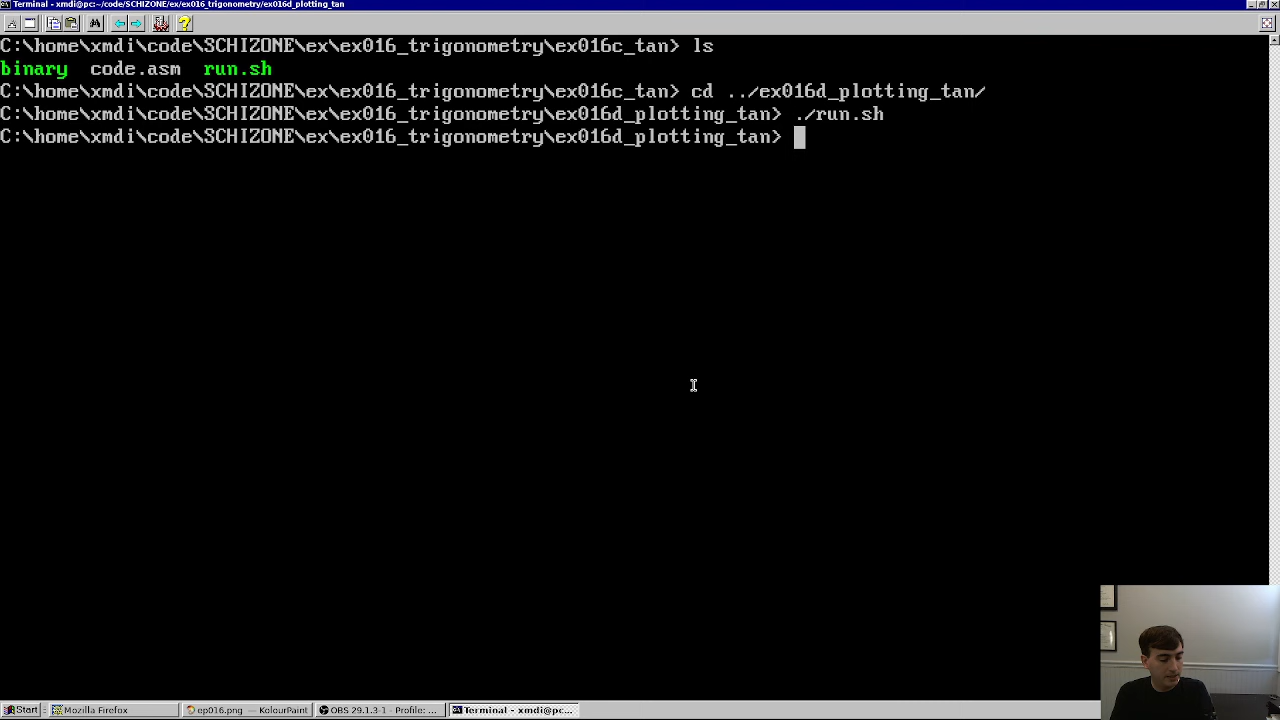 Terminal - xmdi@pc:~/code/SCHIZONE/ex/ex016_trigonometry/ex016d_plotting_tan
C:\home\xmdi\code\SCHIZONE\ex\ex016_trigonometry\ex016c_tan> ls
binary  code.asm  run.sh
C:\home\xmdi\code\SCHIZONE\ex\ex016_trigonometry\ex016c_tan> cd ../ex016d_plotting_tan/
C:\home\xmdi\code\SCHIZONE\ex\ex016_trigonometry\ex016d_plotting_tan> ./run.sh
C:\home\xmdi\code\SCHIZONE\ex\ex016_trigonometry\ex016d_plotting_tan>
Start Mozilla Firefox ep016.png — KolourPaint OBS 29.1.3-1 - Profile: ... Terminal - xmdi@pc...